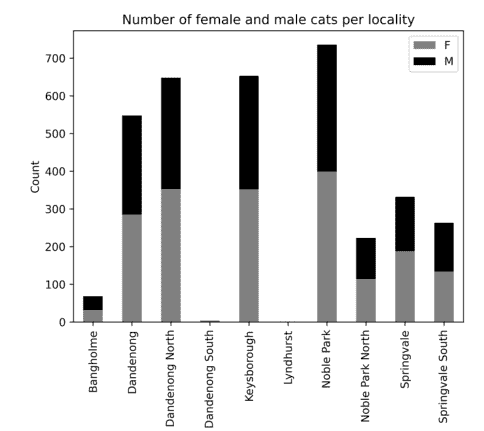 Number of female and male cats per locality
F
M
Count
700
600
500
400
300
200
100
0
Bangholme
Dandenong
Dandenong North
Dandenong South
Keysborough
Lyndhurst
Noble Park
Noble Park North
Springvale
Springvale South